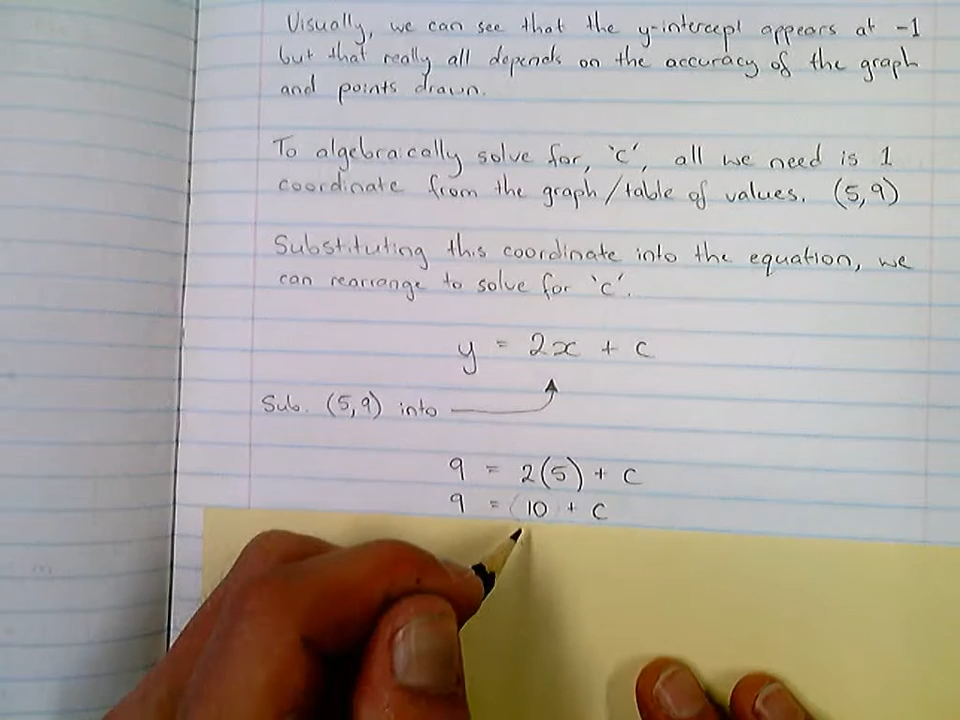 Visually, we can see that the y-intercept appears at -1
but that really all depends on the accuracy of the graph
and points drawn.
To algebraically solve for, 'c', all we need is 1
coordinate from the graph/table of values. (5,9)
Substituting this coordinate into the equation, we
can rearrange to solve for 'c'.
y = 2x + c
Sub. (5,9) into
9 = 2(5) + c
9 = 10 + c